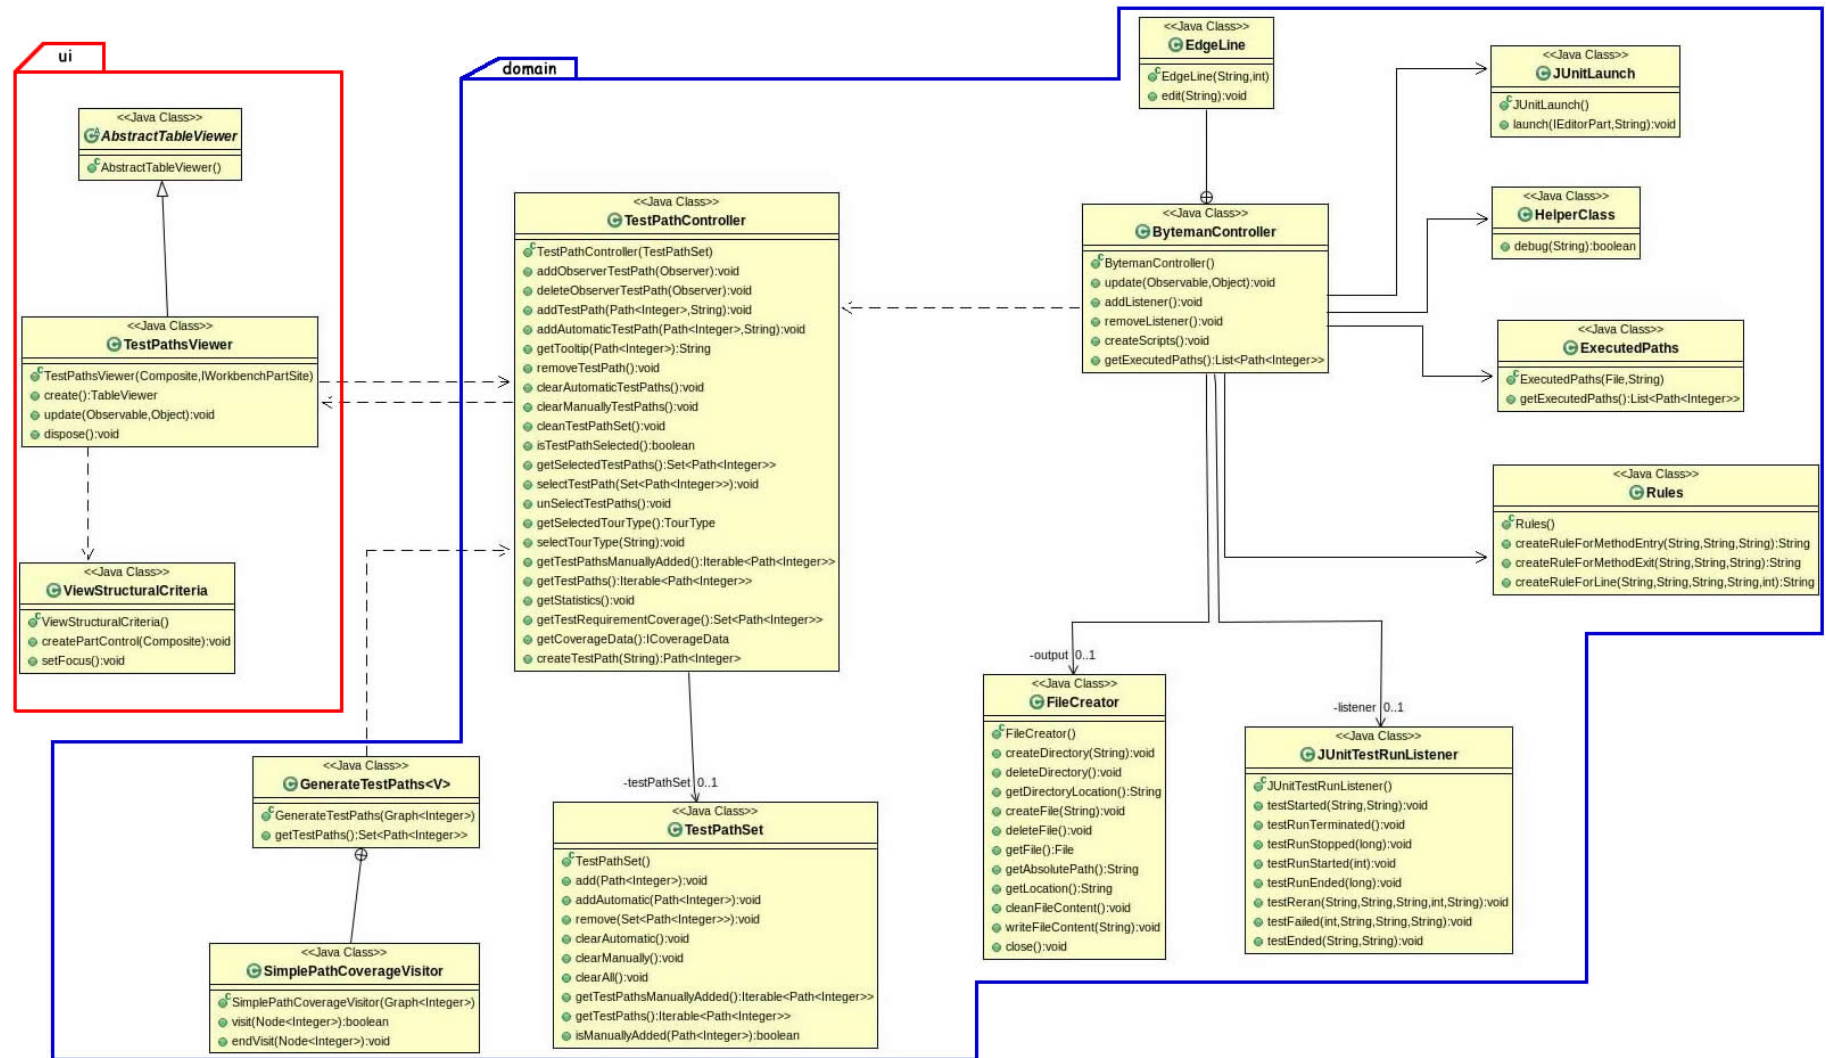 ui
<<Java Class>>
AbstractTableViewer
AbstractTableViewer()
<<Java Class>>
TestPathsViewer
TestPathsViewer(Composite,IWorkbenchPartSite)
create():TableViewer
update(Observable,Object):void
dispose():void
<<Java Class>>
ViewStructuralCriteria
ViewStructuralCriteria()
createPartControl(Composite):void
setFocus():void
domain
<<Java Class>>
TestPathController
TestPathController(TestPathSet)
addObserverTestPath(Observer):void
deleteObserverTestPath(Observer):void
addTestPath(Path<Integer>,String):void
addAutomaticTestPath(Path<Integer>,String):void
getTooltip(Path<Integer>):String
removeTestPath():void
clearAutomaticTestPaths():void
clearManuallyTestPaths():void
cleanTestPathSet():void
isTestPathSelected():boolean
getSelectedTestPaths():Set<Path<Integer>>
selectTestPath(Set<Path<Integer>>):void
unSelectTestPaths():void
getSelectedTourType():TourType
selectTourType(String):void
getTestPathsManuallyAdded():Iterable<Path<Integer>>
getTestPaths():Iterable<Path<Integer>>
getStatistics():void
getTestRequirementCoverage():Set<Path<Integer>>
getCoverageData():ICoverageData
createTestPath(String):Path<Integer>
<<Java Class>>
EdgeLine
EdgeLine(String,int)
edit(String):void
<<Java Class>>
BytemanController
BytemanController()
update(Observable,Object):void
addListener():void
removeListener():void
createScripts():void
getExecutedPaths():List<Path<Integer>>
<<Java Class>>
JUnitLaunch
JUnitLaunch()
launch(IEditorPart,String):void
<<Java Class>>
HelperClass
debug(String):boolean
<<Java Class>>
ExecutedPaths
ExecutedPaths(File,String)
getExecutedPaths():List<Path<Integer>>
<<Java Class>>
Rules
Rules()
createRuleForMethodEntry(String,String,String):String
createRuleForMethodExit(String,String,String):String
createRuleForLine(String,String,String,String,int):String
<<Java Class>>
GenerateTestPaths<V>
GenerateTestPaths(Graph<Integer>)
getTestPaths():Set<Path<Integer>>
<<Java Class>>
SimplePathCoverageVisitor
SimplePathCoverageVisitor(Graph<Integer>)
visit(Node<Integer>):boolean
endVisit(Node<Integer>):void
-testPathSet 0..1
<<Java Class>>
TestPathSet
TestPathSet()
add(Path<Integer>):void
addAutomatic(Path<Integer>):void
remove(Set<Path<Integer>>):void
clearAutomatic():void
clearManually():void
clearAll():void
getTestPathsManuallyAdded():Iterable<Path<Integer>>
getTestPaths():Iterable<Path<Integer>>
isManuallyAdded(Path<Integer>):boolean
-output 0..1
<<Java Class>>
FileCreator
FileCreator()
createDirectory(String):void
deleteDirectory():void
getDirectoryLocation():String
createFile(String):void
deleteFile():void
getFile():File
getAbsolutePath():String
getLocation():String
cleanFileContent():void
writeFileContent(String):void
close():void
-listener 0..1
<<Java Class>>
JUnitTestRunListener
JUnitTestRunListener()
testStarted(String,String):void
testRunTerminated():void
testRunStopped(long):void
testRunStarted(int):void
testRunEnded(long):void
testReran(String,String,String,int,String):void
testFailed(int,String,String,String):void
testEnded(String,String):void